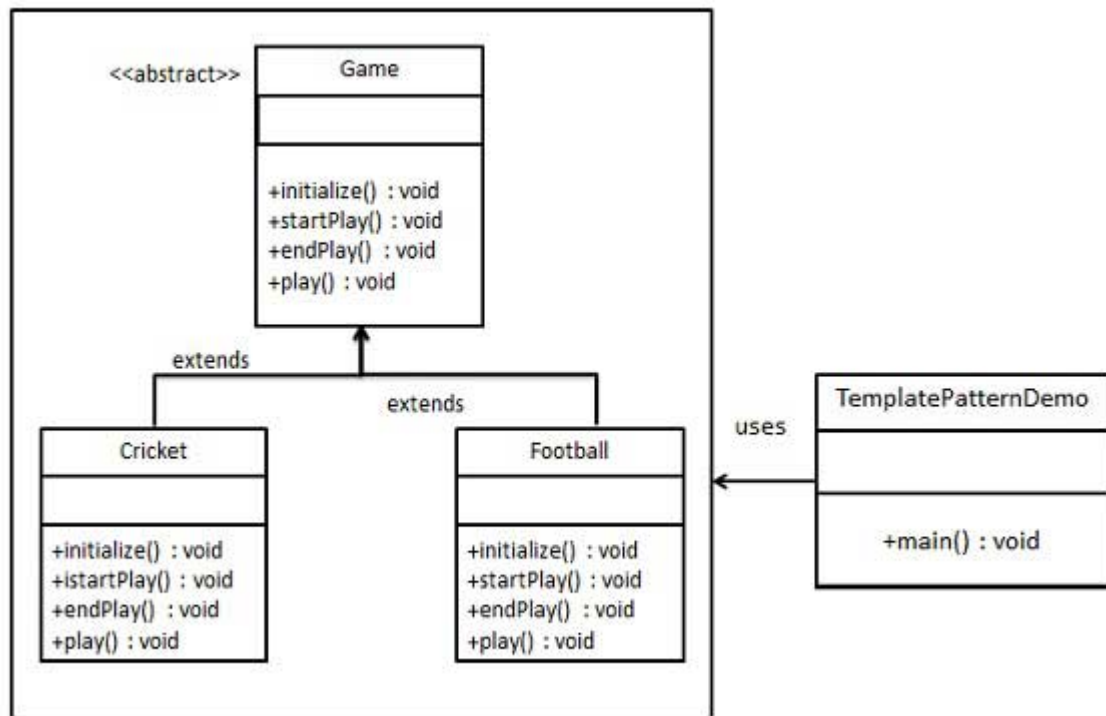 <<abstract>>
Game
+initialize() : void
+startPlay() : void
+endPlay() : void
+play() : void
extends
extends
Cricket
+initialize() : void
+istartPlay() : void
+endPlay() : void
+play() : void
Football
+initialize() : void
+startPlay() : void
+endPlay() : void
+play() : void
uses
TemplatePatternDemo
+main() : void